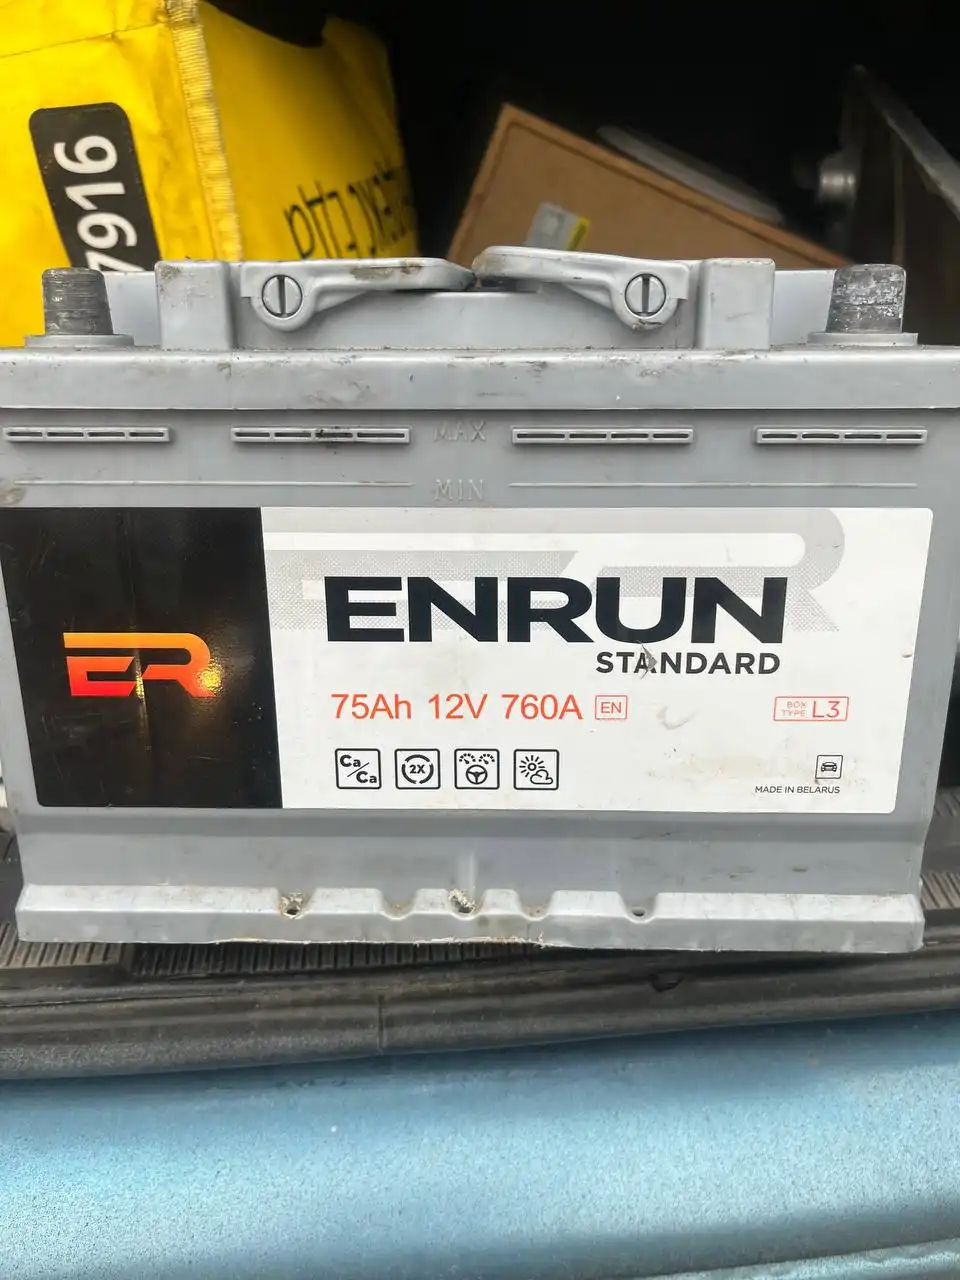 7916
MAX
MIN
ER
ENRUN
STANDARD
75Ah 12V 760A EN
BOX TYPE L3
Ca/Ca
2X
MADE IN BELARUS